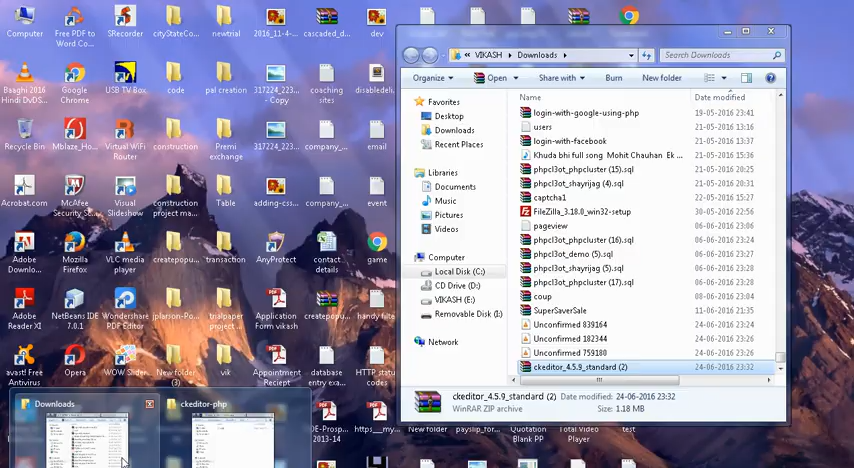 Computer
Free PDF to
Word Co...
SRecorder
cityStateCo...
newtrial
2016_11-4-...
cascaded_d...
dev
Baaghi 2016
Hindi DvDS...
Google
Chrome
USB TV Box
code
pal creation
317224_223...
- Copy
coaching
sites
disabledeli...
Recycle Bin
Mblaze_Ho...
Virtual WiFi
Router
construction
Premi
exchange
317224_223...
company_...
email
Acrobat.com
McAfee
Security Sc...
Visual
Slideshow
construction
project ma...
Table
adding-css...
company_...
event
Adobe
Downlo...
Mozilla
Firefox
VLC media
player
createpopu...
transaction
AnyProtect
contact
details
game
Adobe
Reader XI
NetBeans IDE
7.0.1
Wondershare
PDF Editor
jplarson-Po...
trialpaper
project ...
Application
Form vikash
createpopu...
handy filte
avast! Free
Antivirus
Opera
WOW Slider
New folder
(3)
vik
Appointment
Reciept
database
entry exa...
HTTP status
codes
DE-Prosp...
2013-14
https___my...
New folder
payslip_for...
Quotation
Blank PP
Total Video
Player
test
Downloads
ckeditor-php
VIKASH
Downloads
Search Downloads
Organize
Open
Share with
Burn
New folder
Favorites
Desktop
Downloads
Recent Places
Libraries
Documents
Music
Pictures
Videos
Computer
Local Disk (C:)
CD Drive (D:)
VIKASH (E:)
Removable Disk (I:)
Network
Name Date modified
login-with-google-using-php 19-05-2016 23:41
users 21-05-2016 13:16
login-with-facebook 21-05-2016 13:37
Khuda bhi full song Mohit Chauhan Ek ... 21-05-2016 15:36
phpcl3ot_phpcluster (15).sql 21-05-2016 20:25
phpcl3ot_shayrijag (4).sql 21-05-2016 20:31
captcha1 22-05-2016 15:27
FileZilla_3.18.0_win32-setup 30-05-2016 22:56
pageview 06-06-2016 23:08
phpcl3ot_phpcluster (16).sql 06-06-2016 23:24
phpcl3ot_demo (5).sql 06-06-2016 23:27
phpcl3ot_shayrijag (5).sql 06-06-2016 23:28
phpcl3ot_phpcluster (17).sql 06-06-2016 23:28
coup 08-06-2016 23:04
SuperSaverSale 11-06-2016 21:35
Unconfirmed 839164 24-06-2016 23:24
Unconfirmed 182344 24-06-2016 23:26
Unconfirmed 759180 24-06-2016 23:26
ckeditor_4.5.9_standard (2) 24-06-2016 23:32
ckeditor_4.5.9_standard (2) Date modified: 24-06-2016 23:32
WinRAR ZIP archive Size: 1.18 MB